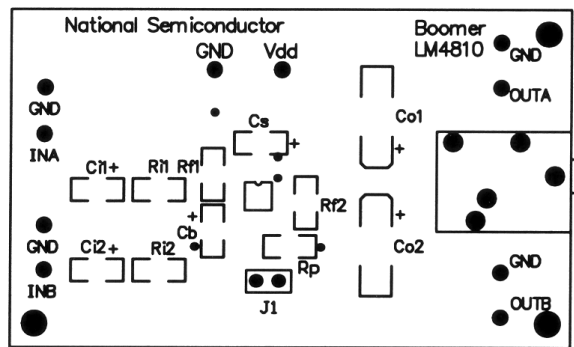 National Semiconductor
Boomer
LM4810
GND
Vdd
GND
OUTA
GND
INA
Cs
+
Co1
+
Ci1+
Ri1
Rf1
+
Cb
Rf2
+
Co2
GND
INB
Ci2+
Ri2
Rp
J1
GND
OUTB